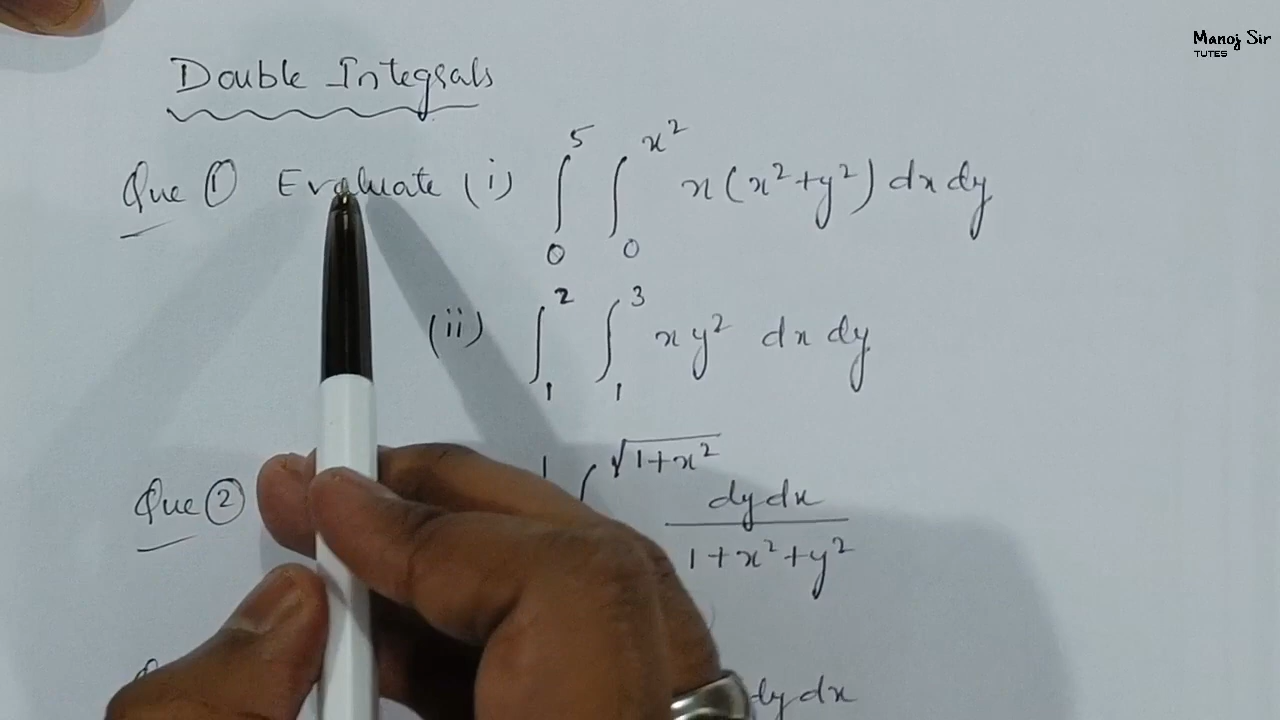 Manoj Sir
TUTES
Double Integrals
Que ① Evaluate (i) ∫₀⁵ ∫₀^{x²} x(x²+y²) dx dy
(ii) ∫₁² ∫₁³ xy² dx dy
Que ② 1 ∫ √(1+x²) dy dx / 1+x²+y²
dy dx